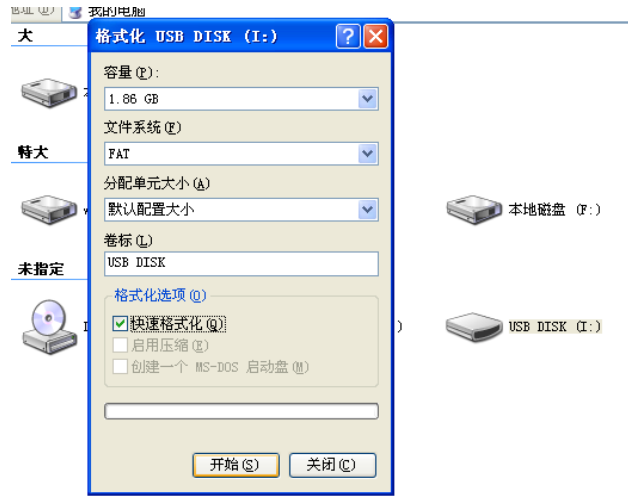 我的电脑
大
格式化 USB DISK (I:)
容量(P):
1.86 GB
文件系统(F)
FAT
特大
分配单元大小(A)
默认配置大小
本地磁盘 (F:)
卷标(L)
USB DISK
未指定
格式化选项(O)
快速格式化(Q)
USB DISK (I:)
启用压缩(E)
创建一个 MS-DOS 启动盘(M)
开始(S)
关闭(C)